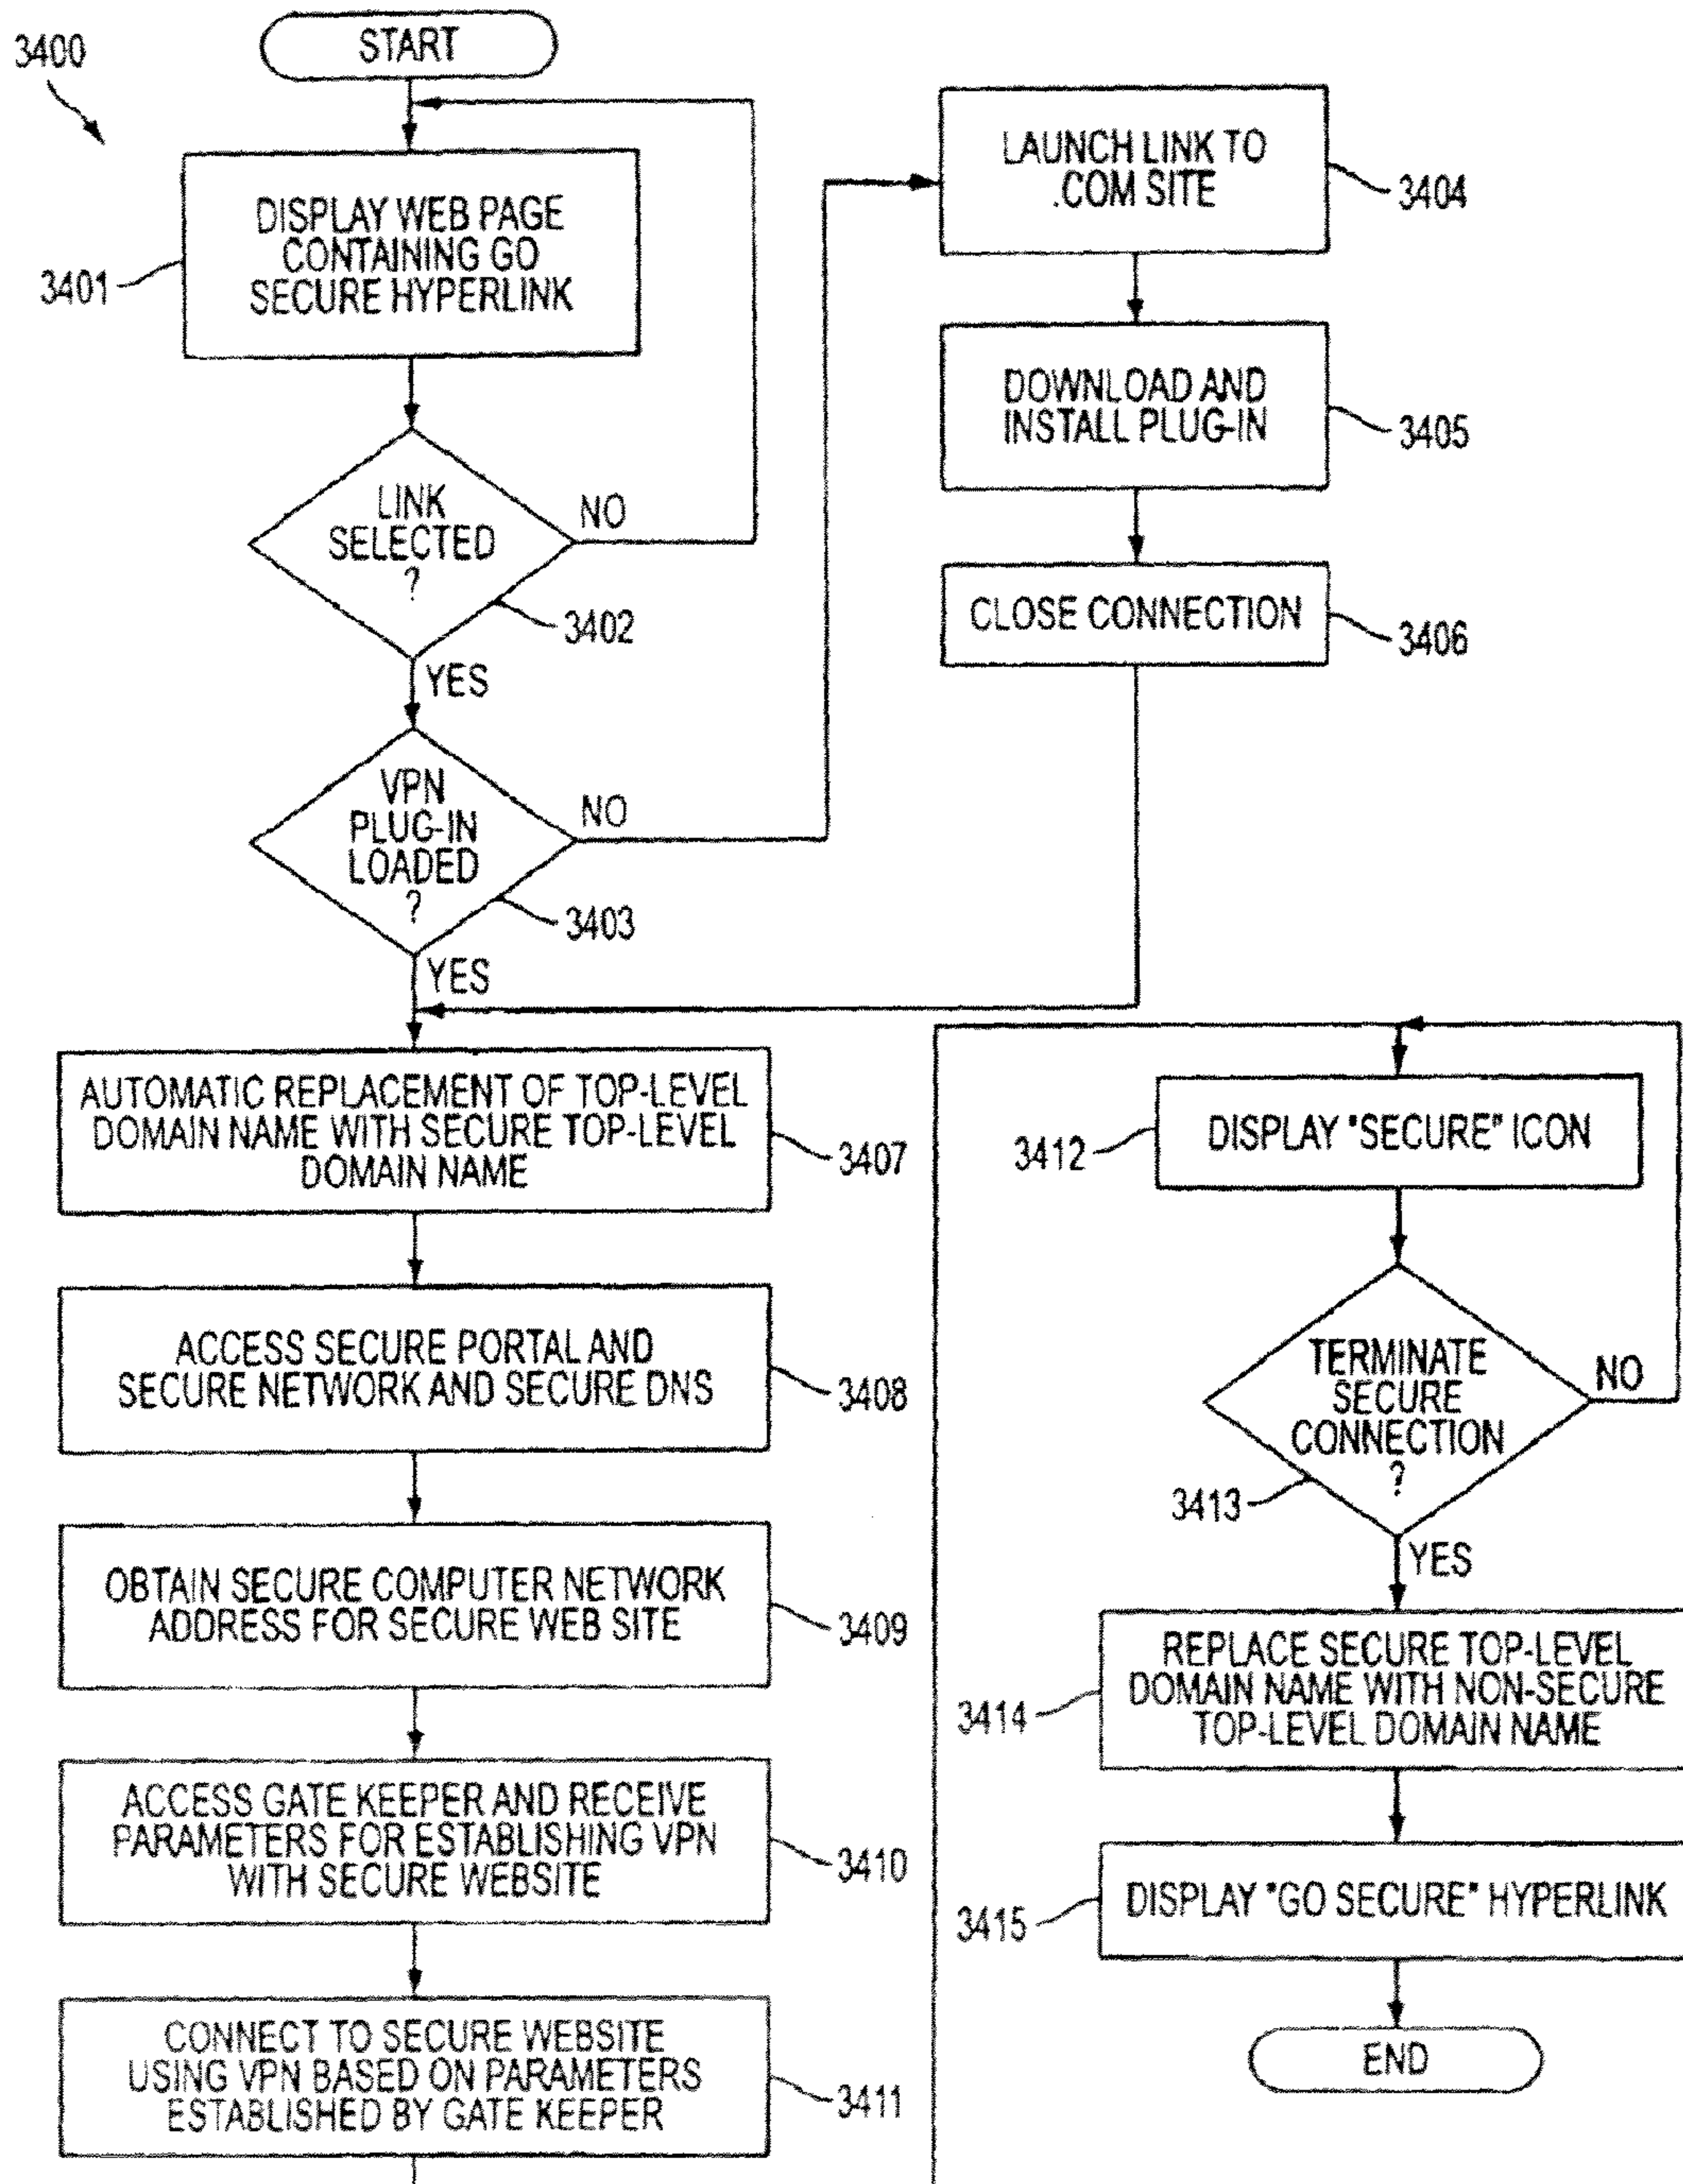 3400
START
DISPLAY WEB PAGE
CONTAINING GO
SECURE HYPERLINK
3401
LINK
SELECTED
?
NO
3402
YES
VPN
PLUG-IN
LOADED
?
NO
3403
YES
LAUNCH LINK TO
.COM SITE
3404
DOWNLOAD AND
INSTALL PLUG-IN
3405
CLOSE CONNECTION
3406
AUTOMATIC REPLACEMENT OF TOP-LEVEL
DOMAIN NAME WITH SECURE TOP-LEVEL
DOMAIN NAME
3407
ACCESS SECURE PORTAL AND
SECURE NETWORK AND SECURE DNS
3408
OBTAIN SECURE COMPUTER NETWORK
ADDRESS FOR SECURE WEB SITE
3409
ACCESS GATE KEEPER AND RECEIVE
PARAMETERS FOR ESTABLISHING VPN
WITH SECURE WEBSITE
3410
CONNECT TO SECURE WEBSITE
USING VPN BASED ON PARAMETERS
ESTABLISHED BY GATE KEEPER
3411
DISPLAY "SECURE" ICON
3412
TERMINATE
SECURE
CONNECTION
?
NO
3413
YES
REPLACE SECURE TOP-LEVEL
DOMAIN NAME WITH NON-SECURE
TOP-LEVEL DOMAIN NAME
3414
DISPLAY "GO SECURE" HYPERLINK
3415
END